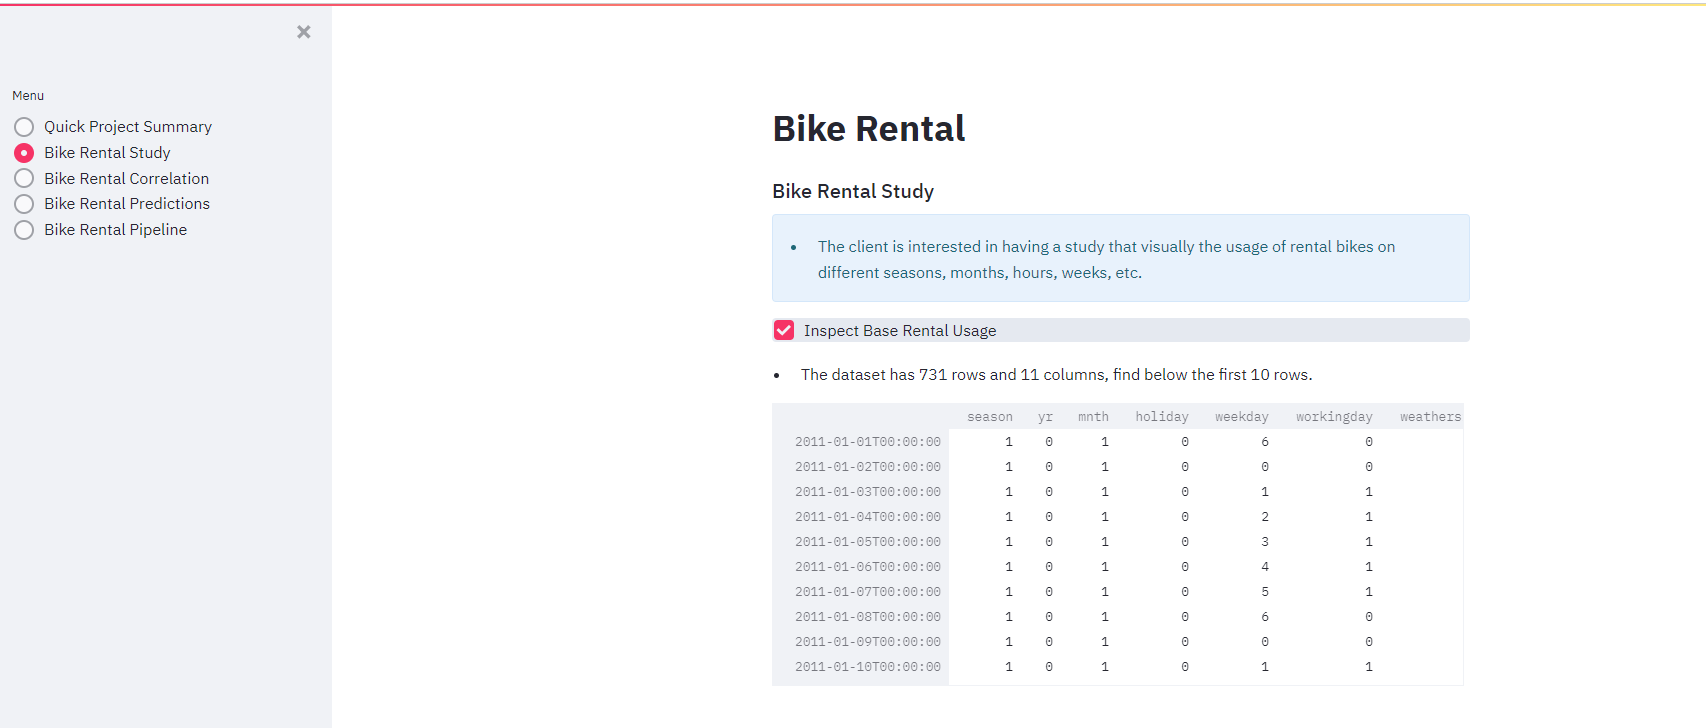 Menu
Quick Project Summary
Bike Rental Study
Bike Rental Correlation
Bike Rental Predictions
Bike Rental Pipeline
Bike Rental
Bike Rental Study
The client is interested in having a study that visually the usage of rental bikes on
different seasons, months, hours, weeks, etc.
Inspect Base Rental Usage
The dataset has 731 rows and 11 columns, find below the first 10 rows.
season yr mnth holiday weekday workingday weathers
2011-01-01T00:00:00 1 0 1 0 6 0
2011-01-02T00:00:00 1 0 1 0 0 0
2011-01-03T00:00:00 1 0 1 0 1 1
2011-01-04T00:00:00 1 0 1 0 2 1
2011-01-05T00:00:00 1 0 1 0 3 1
2011-01-06T00:00:00 1 0 1 0 4 1
2011-01-07T00:00:00 1 0 1 0 5 1
2011-01-08T00:00:00 1 0 1 0 6 0
2011-01-09T00:00:00 1 0 1 0 0 0
2011-01-10T00:00:00 1 0 1 0 1 1